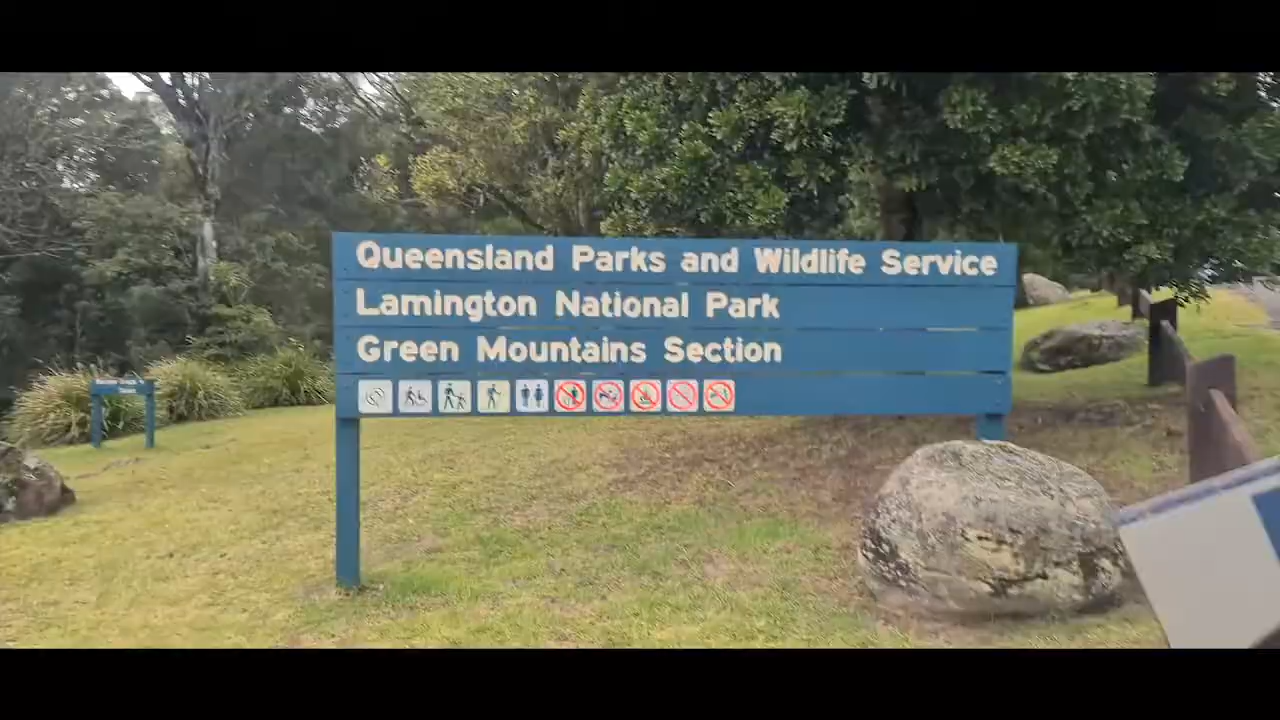 Queensland Parks and Wildlife Service
Lamington National Park
Green Mountains Section